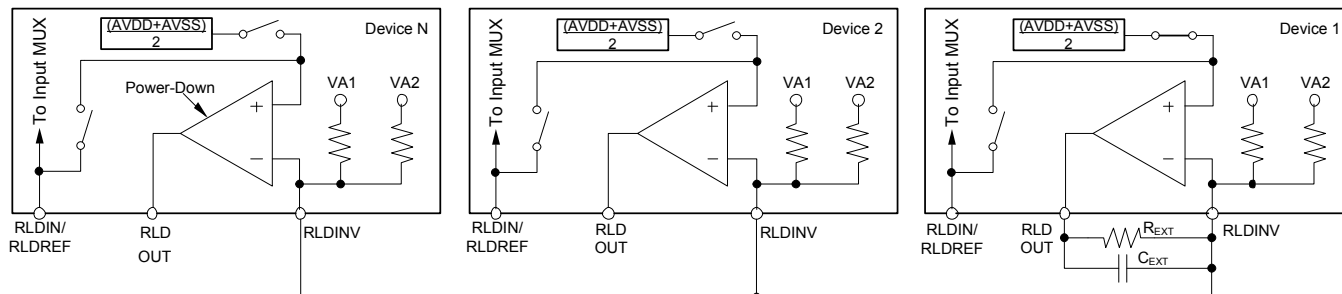 (AVDD+AVSS)
2
Device N
To Input MUX
Power-Down
VA1
VA2
+
−
RLDIN/
RLDREF
RLD
OUT
RLDINV
(AVDD+AVSS)
2
Device 2
To Input MUX
VA1
VA2
+
−
RLDIN/
RLDREF
RLD
OUT
RLDINV
(AVDD+AVSS)
2
Device 1
To Input MUX
VA1
VA2
+
−
RLDIN/
RLDREF
RLD
OUT
RLDINV
REXT
CEXT